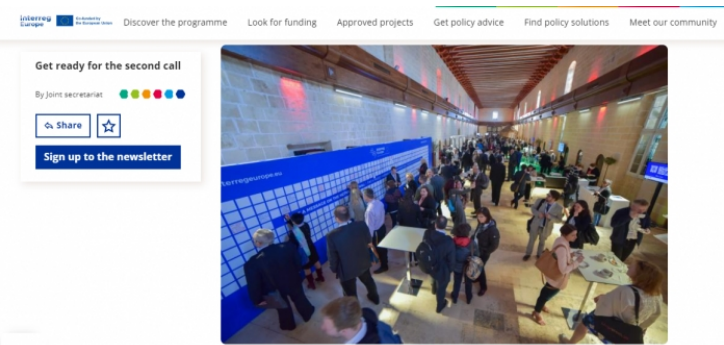 interreg
Europe
Co-funded by
the European Union
Discover the programme
Look for funding
Approved projects
Get policy advice
Find policy solutions
Meet our community
Get ready for the second call
By Joint secretariat
Share
Sign up to the newsletter
terregeurope.eu